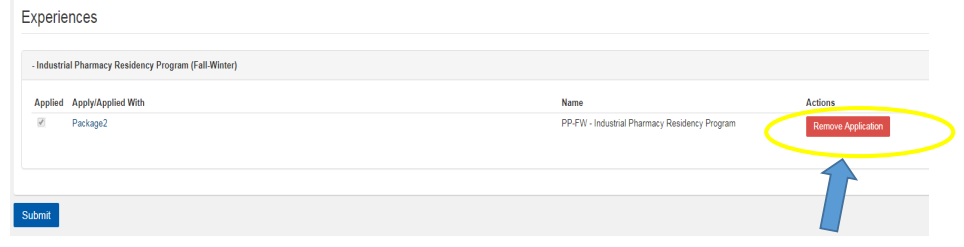 Experiences
- Industrial Pharmacy Residency Program (Fall-Winter)
Applied Apply/Applied With Name Actions
Package2 PP-FW - Industrial Pharmacy Residency Program Remove Application
Submit